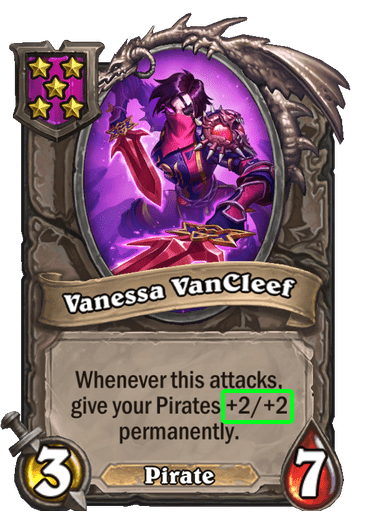 Vanessa VanCleef
Whenever this attacks,
give your Pirates +2/+2
permanently.
3
Pirate
7